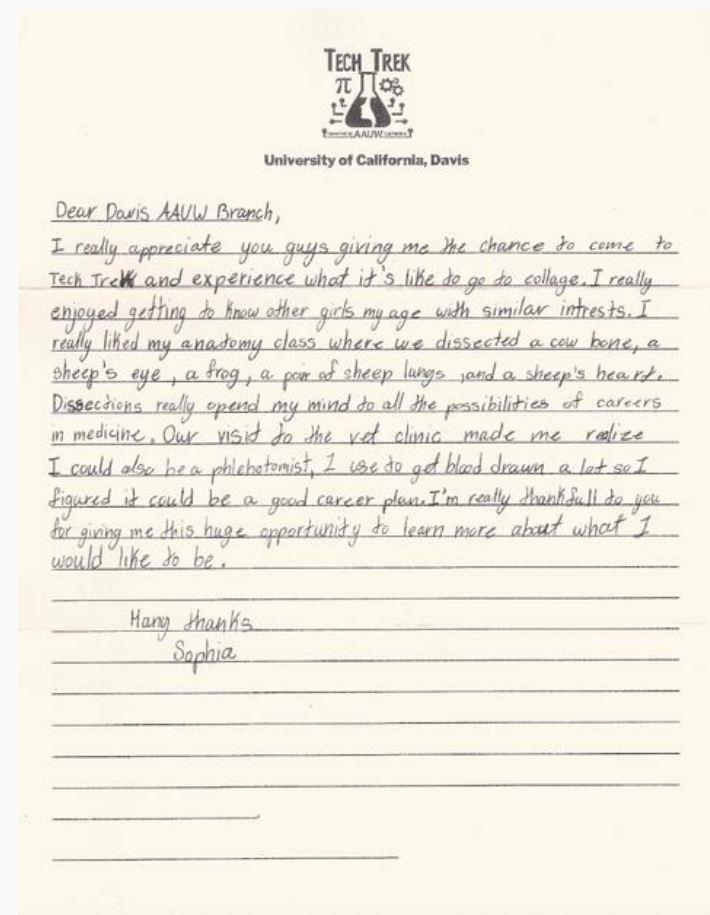 TECH TREK
π
AAUW
University of California, Davis
Dear Davis AAUW Branch,
I really appreciate you guys giving me the chance to come to
Tech Trek and experience what it's like to go to collage. I really
enjoyed getting to know other girls my age with similar intrests. I
really liked my anatomy class where we dissected a cow bone, a
sheep's eye, a frog, a pair of sheep lungs, and a sheep's heart.
Dissections really opend my mind to all the possibilities of careers
in medicine. Our visit to the vet clinic made me realize
I could also be a phlebotomist, I use to get blood drawn a lot so I
figured it could be a good career plan. I'm really thankfull to you
for giving me this huge opportunity to learn more about what I
would like to be.
Many thanks
Sophia